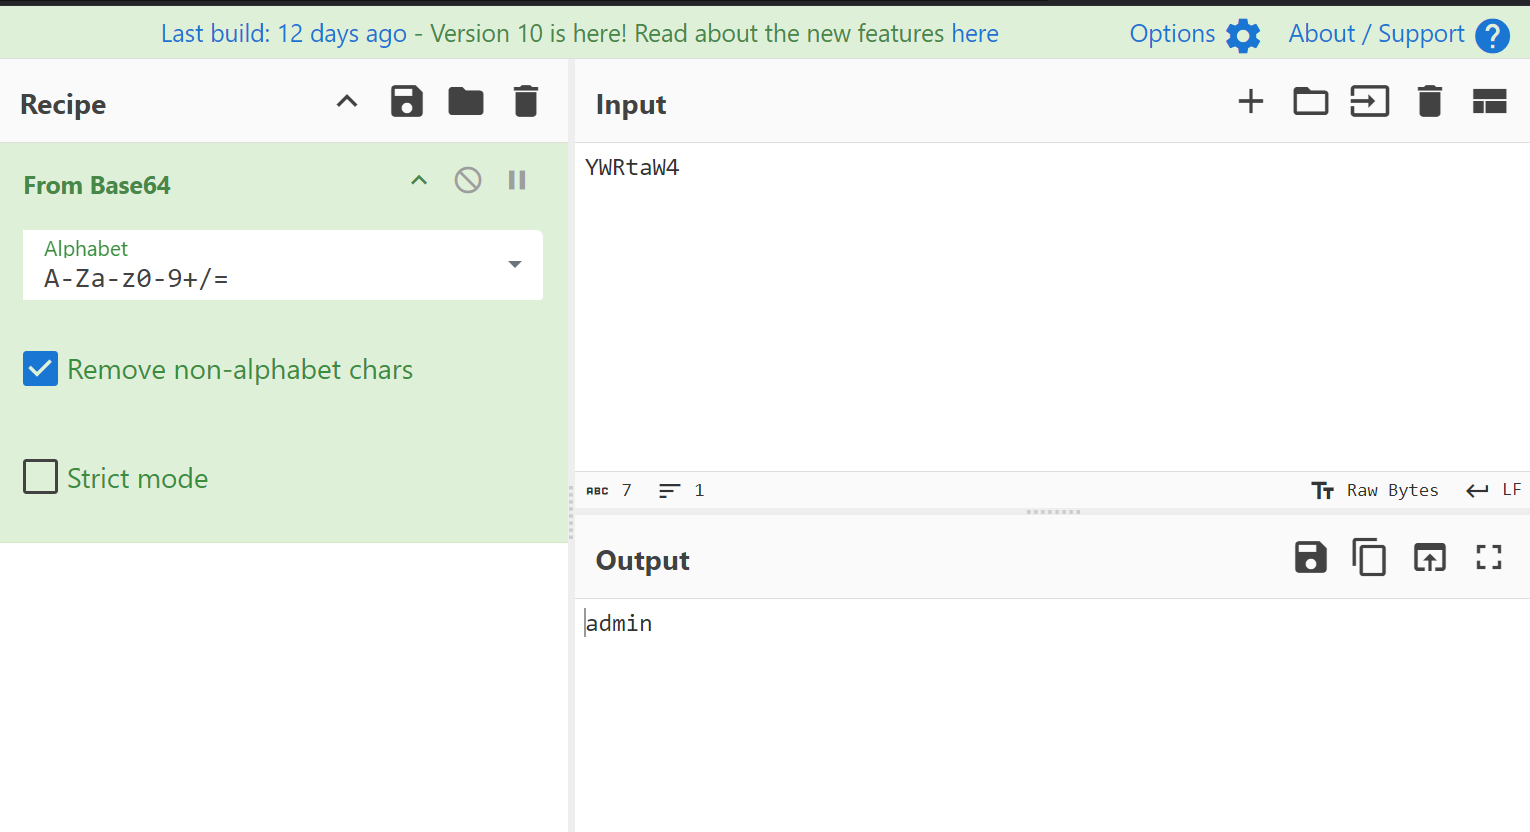 Last build: 12 days ago - Version 10 is here! Read about the new features here
Options
About / Support
Recipe
From Base64
Alphabet
A-Za-z0-9+/=
Remove non-alphabet chars
Strict mode
Input
YWRtaW4
ABC 7
1
Tт Raw Bytes
LF
Output
admin